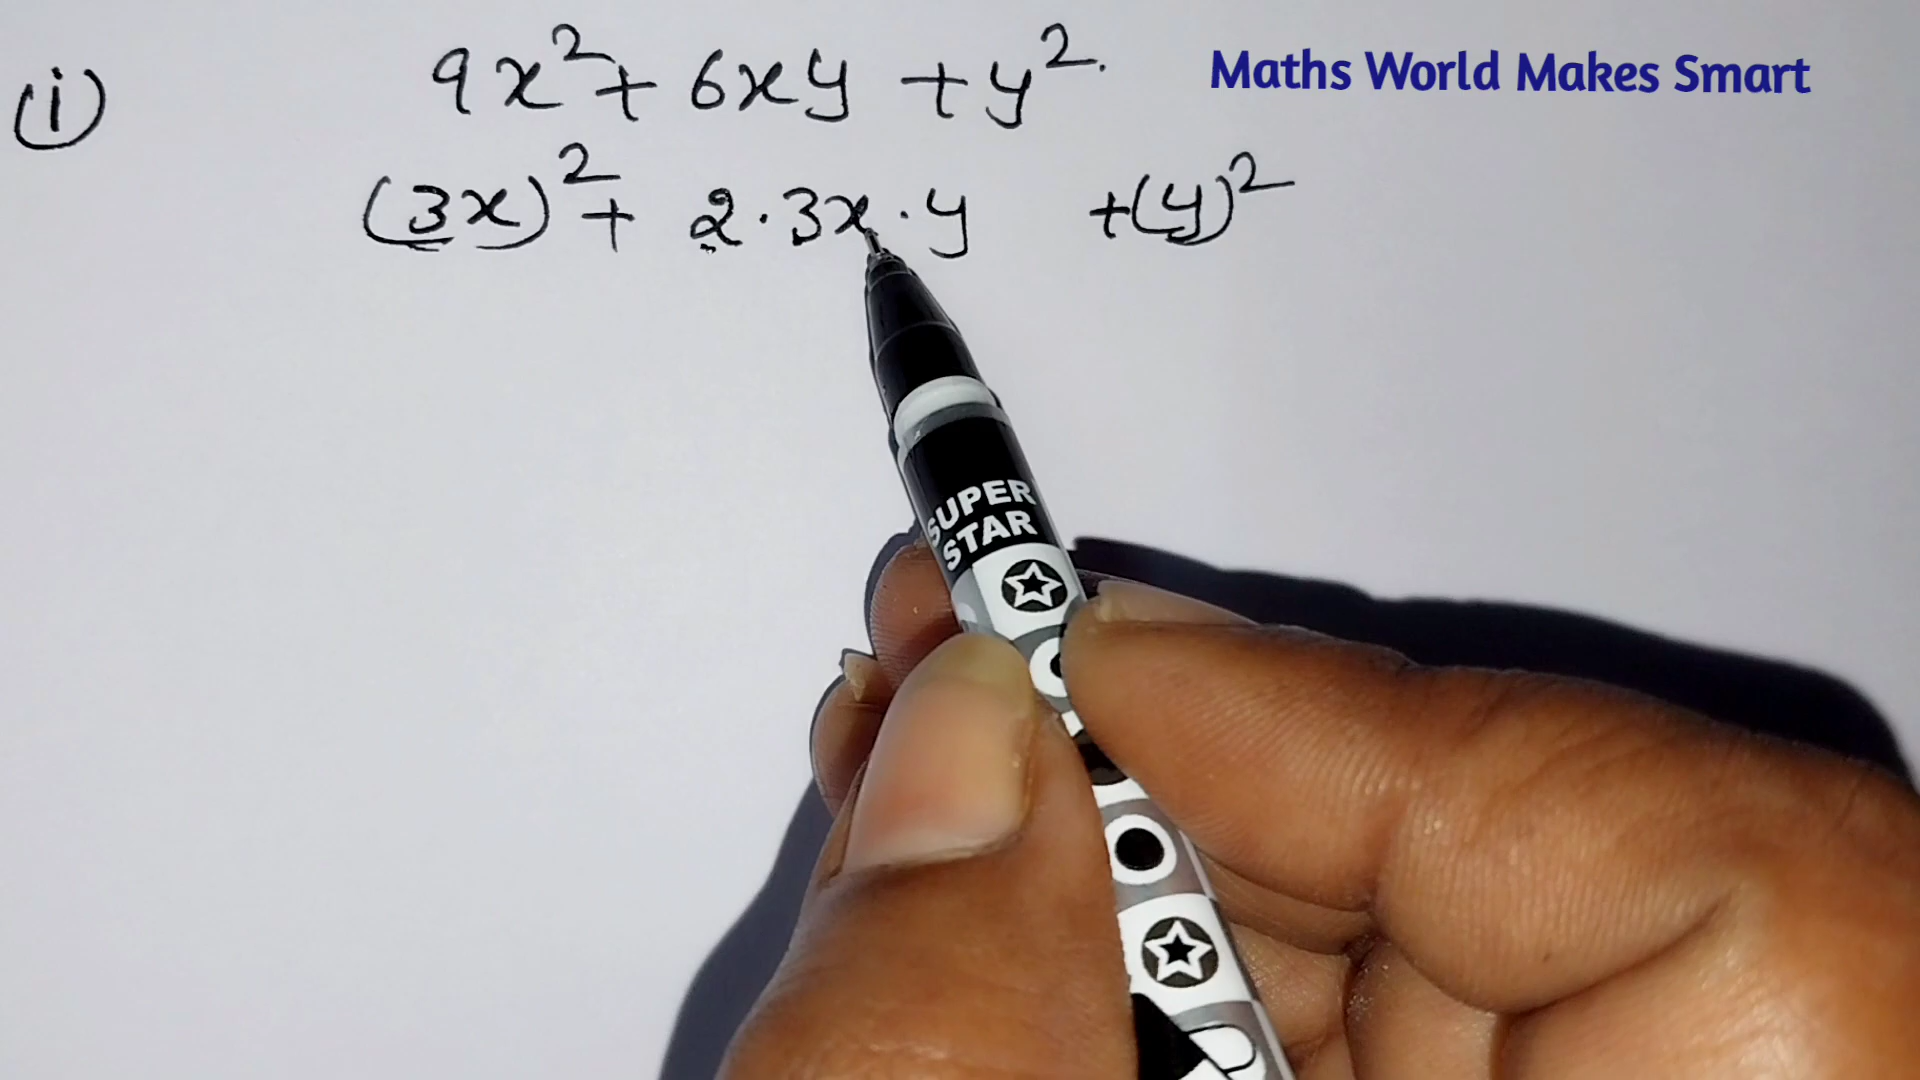 (i) 9x² + 6xy + y².
Maths World Makes Smart
(3x)² + 2·3x·y + (y)²
SUPER
STAR